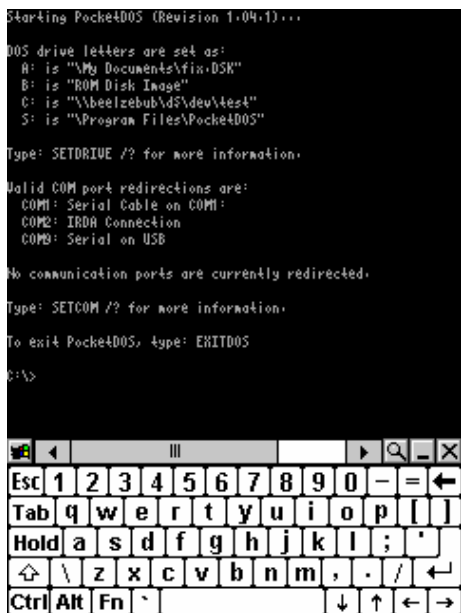 Starting PocketDOS (Revision 1.04.1)...
DOS drive letters are set as:
A: is "\My Documents\fix.DSK"
B: is "ROM Disk Image"
C: is "\\beelzebub\d$\dev\test"
S: is "\Program Files\PocketDOS"
Type: SETDRIVE /? for more information.
Valid COM port redirections are:
COM1: Serial Cable on COM1:
COM2: IRDA Connection
COM9: Serial on USB
No communication ports are currently redirected.
Type: SETCOM /? for more information.
To exit PocketDOS, type: EXITDOS
C:\>
Esc 1 2 3 4 5 6 7 8 9 0 - = ←
Tab q w e r t y u i o p [ ]
Hold a s d f g h j k l ; '
⇧ \ z x c v b n m , . / ↵
Ctrl Alt Fn ` ↓ ↑ ← →